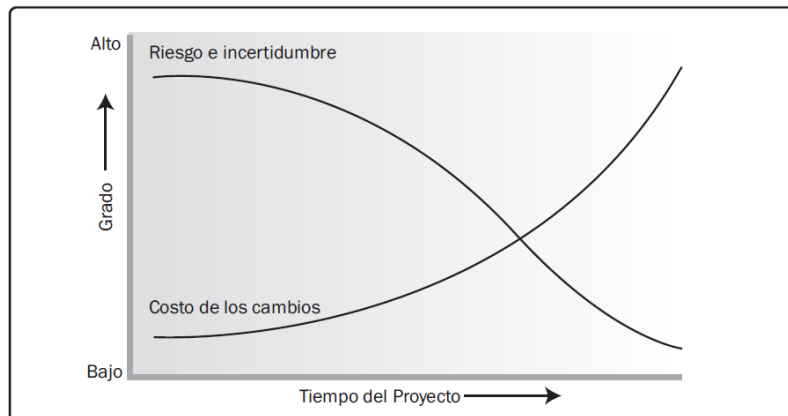 Alto
Riesgo e incertidumbre
Grado
Costo de los cambios
Bajo
Tiempo del Proyecto